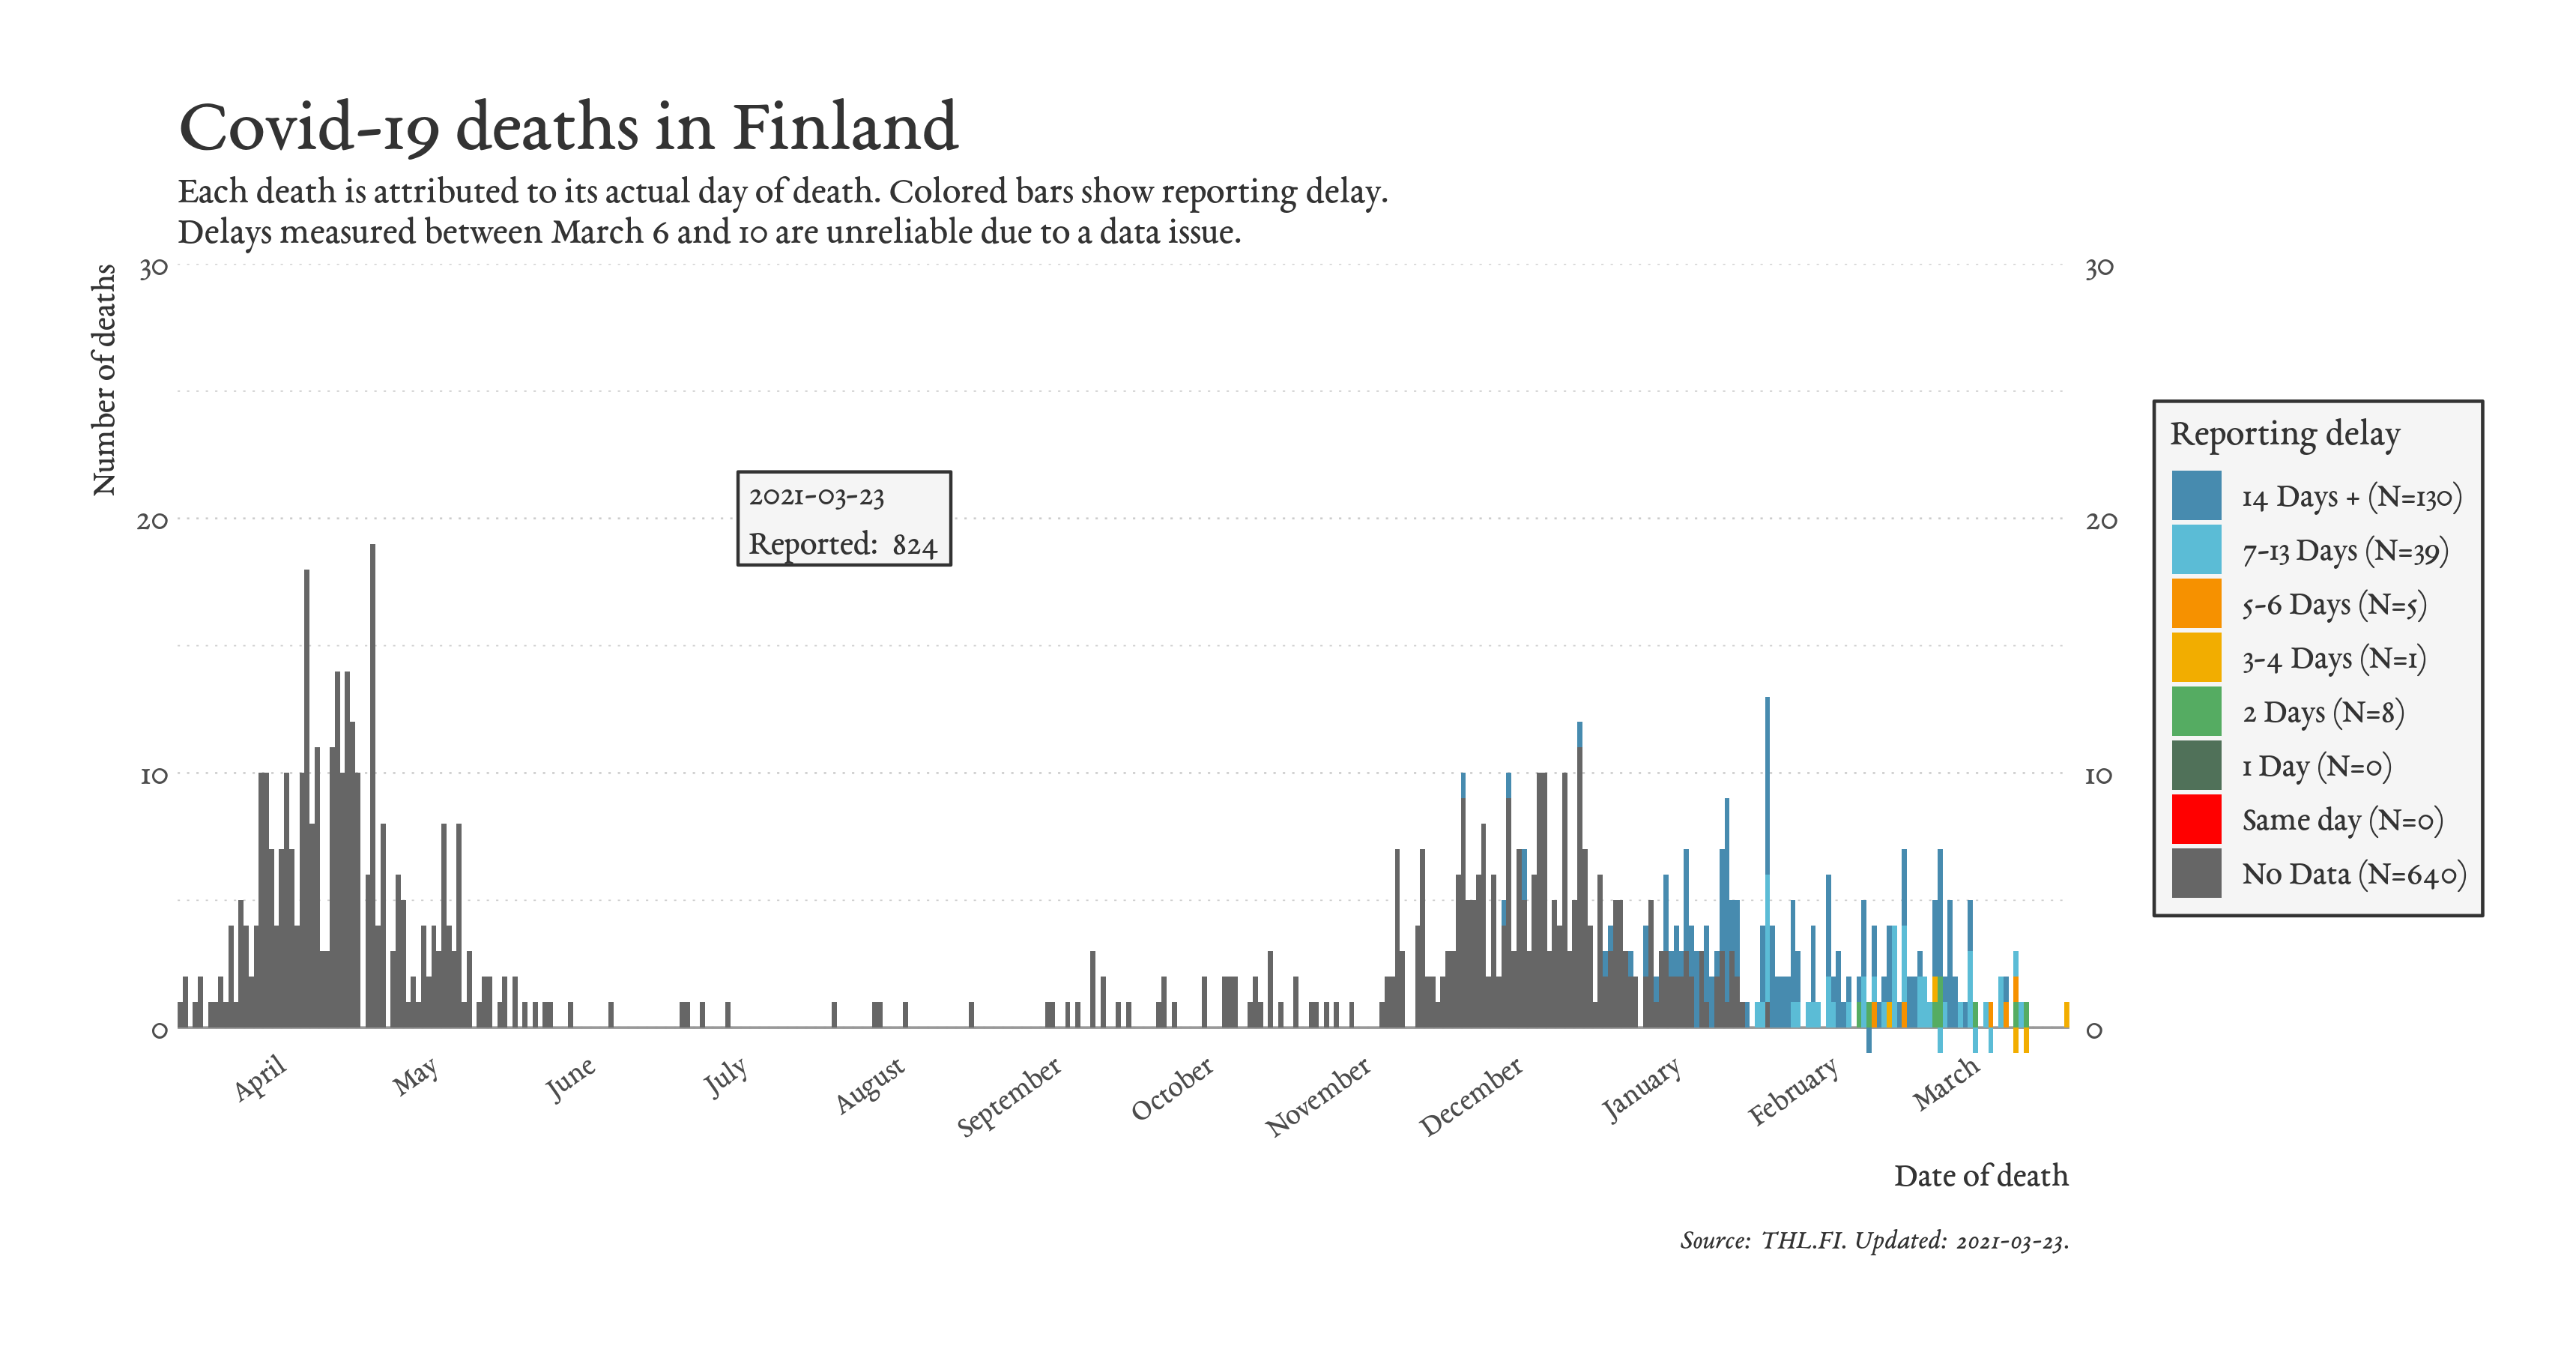 Covid-19 deaths in Finland
Each death is attributed to its actual day of death. Colored bars show reporting delay.
Delays measured between March 6 and 10 are unreliable due to a data issue.
Number of deaths
30
20
10
0
30
20
10
0
2021-03-23
Reported: 824
Reporting delay
14 Days + (N=130)
7-13 Days (N=39)
5-6 Days (N=5)
3-4 Days (N=1)
2 Days (N=8)
1 Day (N=0)
Same day (N=0)
No Data (N=640)
April
May
June
July
August
September
October
November
December
January
February
March
Date of death
Source: THL.FI. Updated: 2021-03-23.